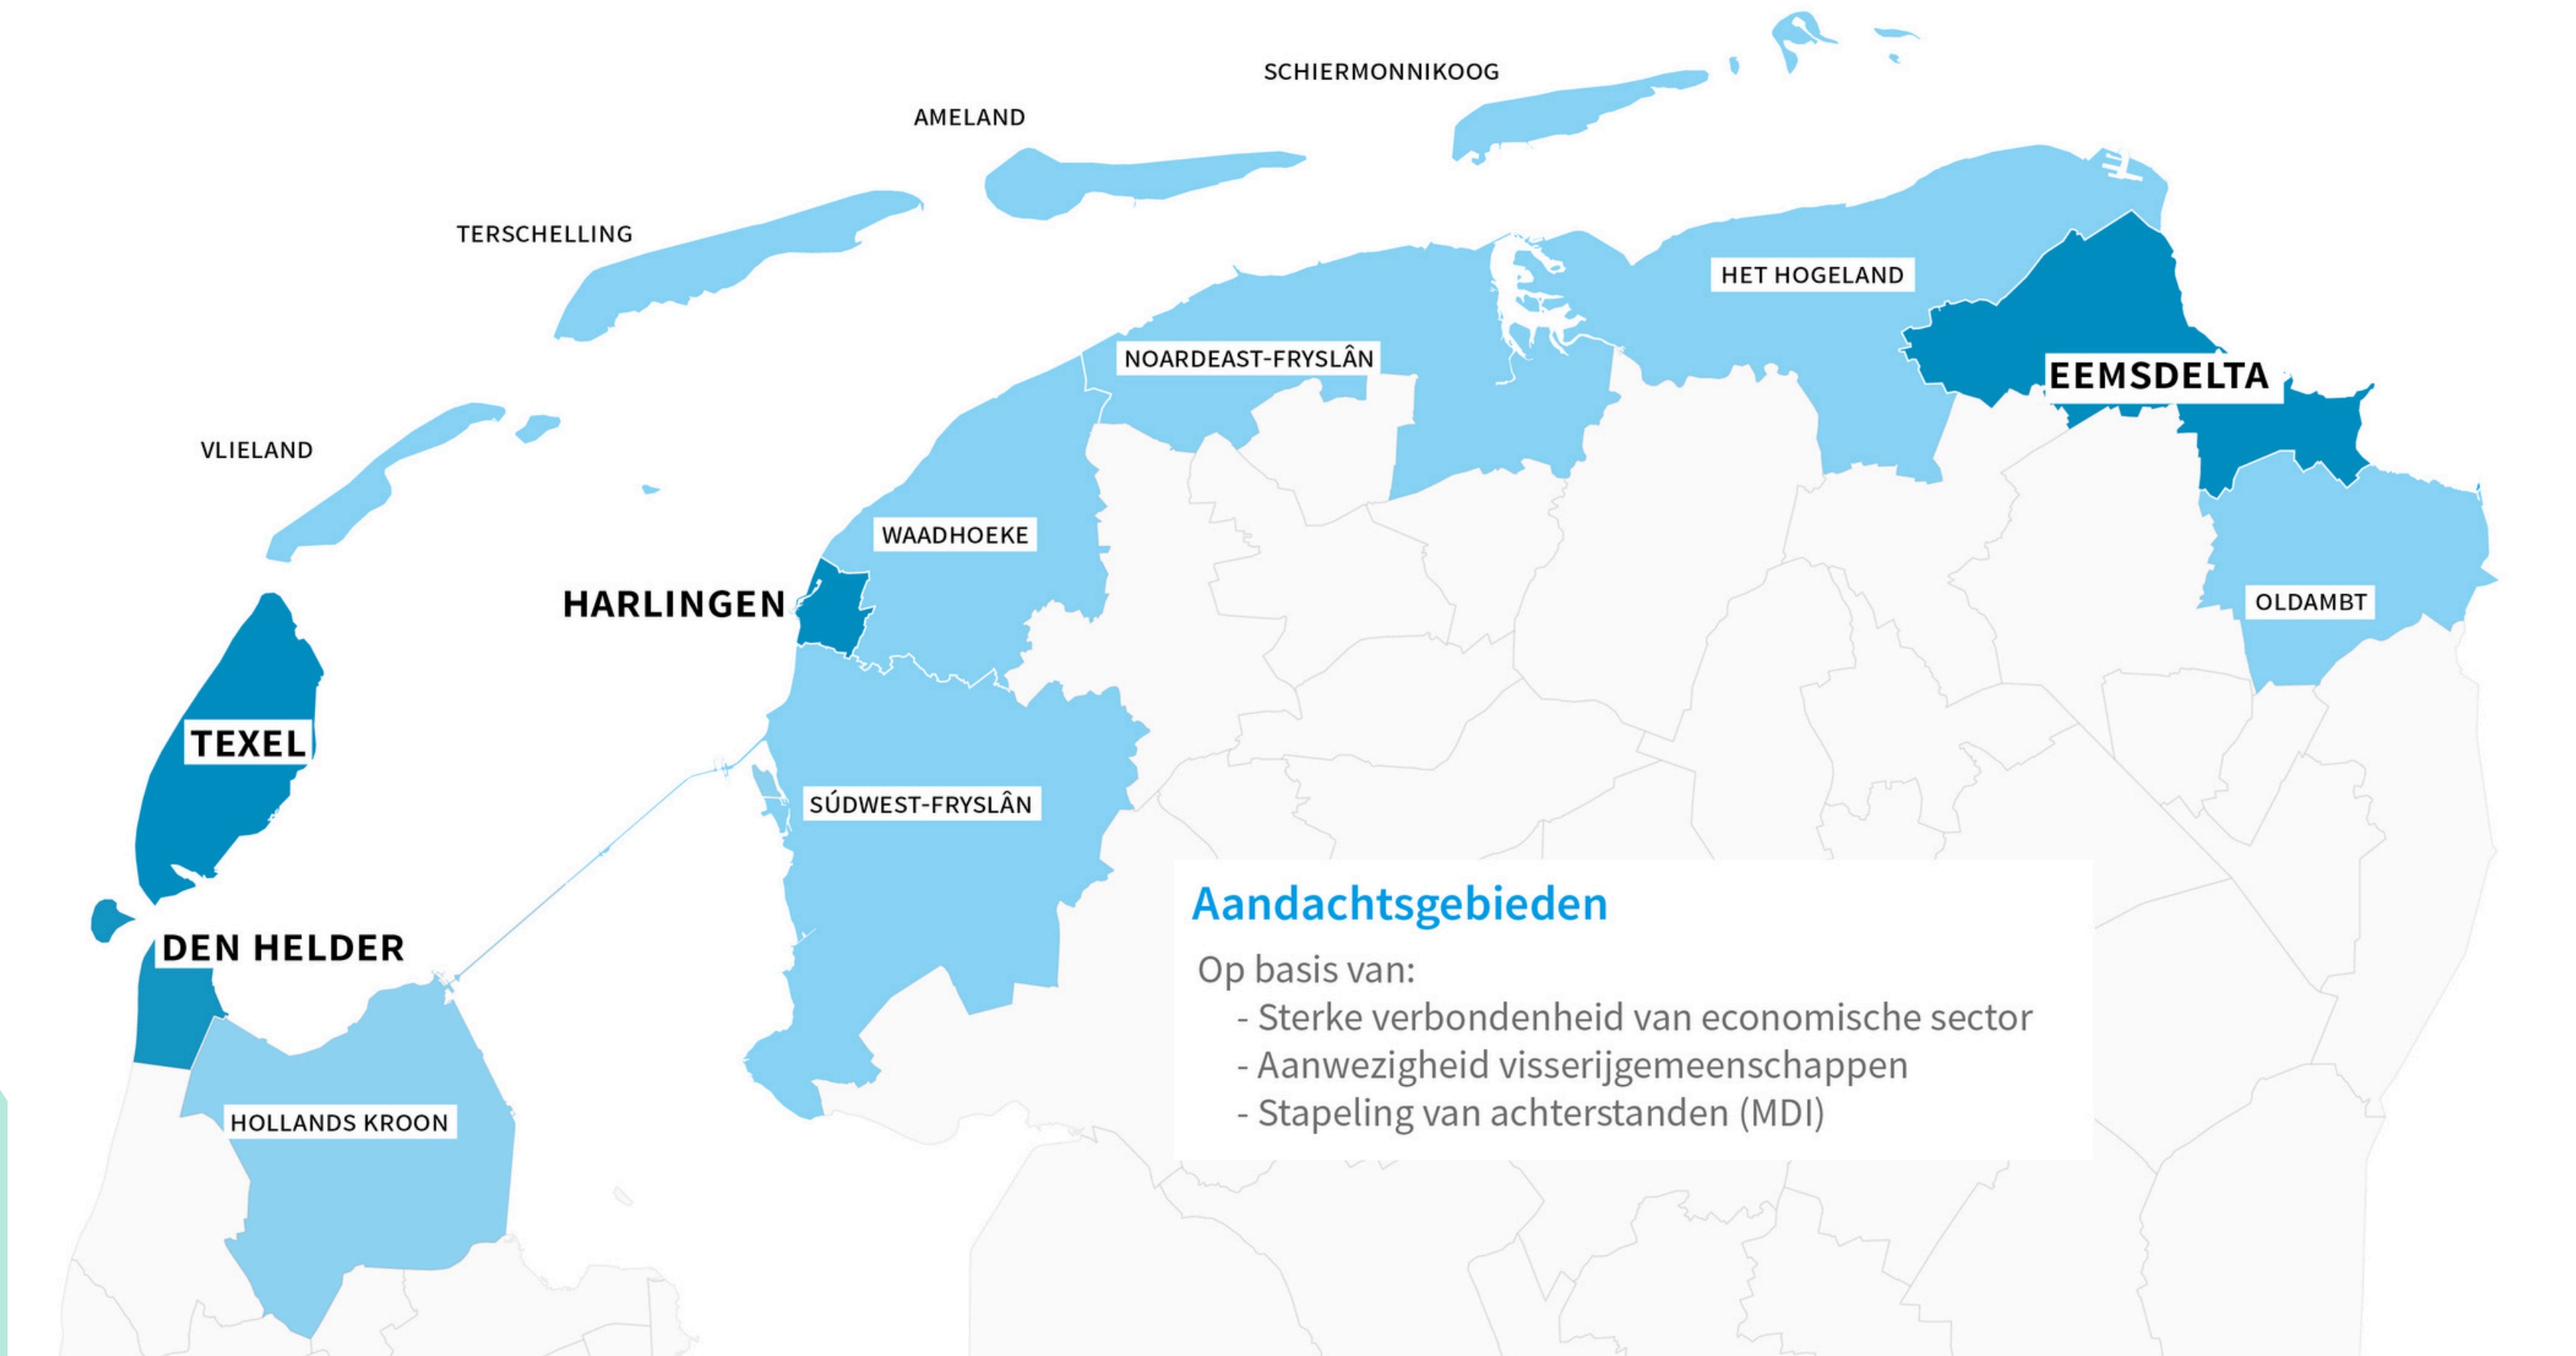 SCHIERMONNIKOOG
AMELAND
TERSCHELLING
HET HOGELAND
NOARDEAST-FRYSLÂN
EEMSDELTA
VLIELAND
WAADHOEKE
HARLINGEN
OLDAMBT
TEXEL
SÚDWEST-FRYSLÂN
DEN HELDER
HOLLANDS KROON
Aandachtsgebieden
Op basis van:
- Sterke verbondenheid van economische sector
- Aanwezigheid visserijgemeenschappen
- Stapeling van achterstanden (MDI)